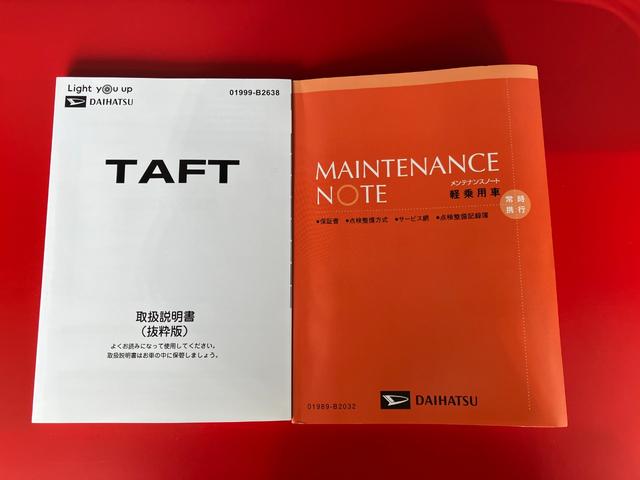 Light you up
DAIHATSU
01999-B2638
TAFT
取扱説明書
（抜粋版）
よくお読みになって使用してください。
取扱説明書はお車の中に保管しましょう。
MAINTENANCE
NOTE
メンテナンスノート
軽乗用車
常時
携行
●保証書 ●点検整備方式 ●サービス網 ●点検整備記録簿
01989-B2032
DAIHATSU